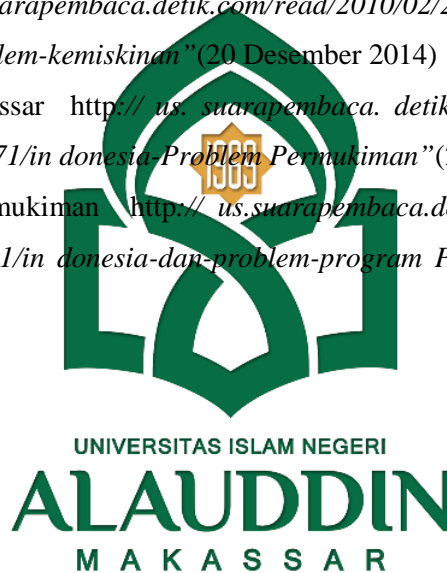 arapembaca.detik.com/read/2010/02/2
lem-kemiskinan”(20 Desember 2014)
ssar http:// us. suarapembaca. detik
71/in donesia-Problem Permukiman”(
mukiman http:// us.suarapembaca.de
1/in donesia-dan-problem-program P
UNIVERSITAS ISLAM NEGERI
ALAUDDIN
MAKASSAR